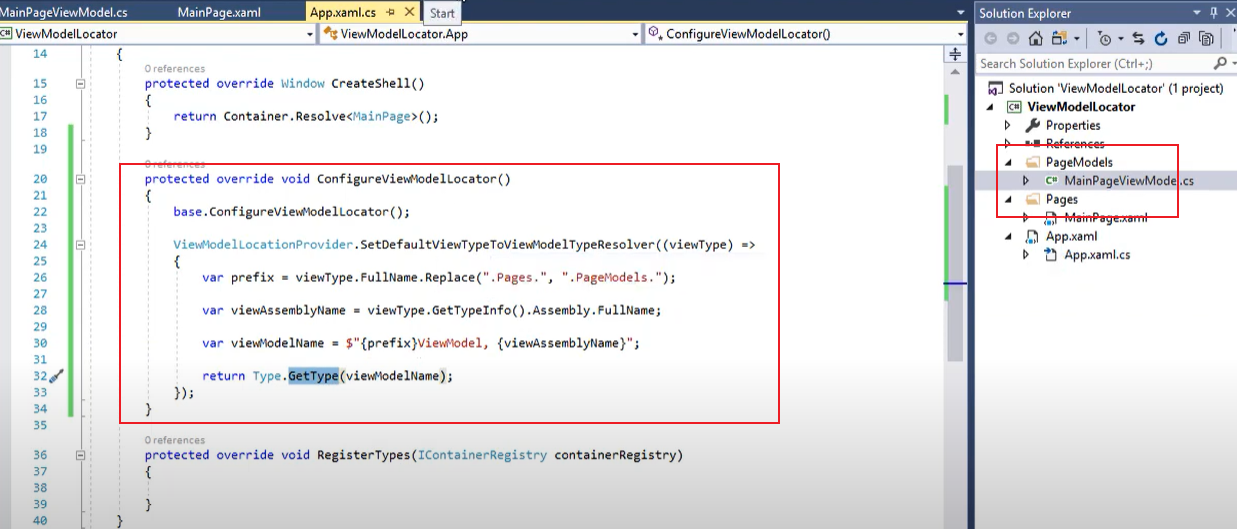 MainPageViewModel.cs
MainPage.xaml
App.xaml.cs
Start
ViewModelLocator
ViewModelLocator.App
ConfigureViewModelLocator()
14 {
0 references
15 protected override Window CreateShell()
16 {
17 return Container.Resolve<MainPage>();
18 }
19
0 references
20 protected override void ConfigureViewModelLocator()
21 {
22 base.ConfigureViewModelLocator();
23
24 ViewModelLocationProvider.SetDefaultViewTypeToViewModelTypeResolver((viewType) =>
25 {
26 var prefix = viewType.FullName.Replace(".Pages.", ".PageModels.");
27
28 var viewAssemblyName = viewType.GetTypeInfo().Assembly.FullName;
29
30 var viewModelName = $"{prefix}ViewModel, {viewAssemblyName}";
31
32 return Type.GetType(viewModelName);
33 });
34 }
35
0 references
36 protected override void RegisterTypes(IContainerRegistry containerRegistry)
37 {
38
39 }
40 }
Solution Explorer
Search Solution Explorer (Ctrl+;)
Solution 'ViewModelLocator' (1 project)
C# ViewModelLocator
Properties
References
PageModels
C# MainPageViewModel.cs
Pages
MainPage.xaml
App.xaml
App.xaml.cs